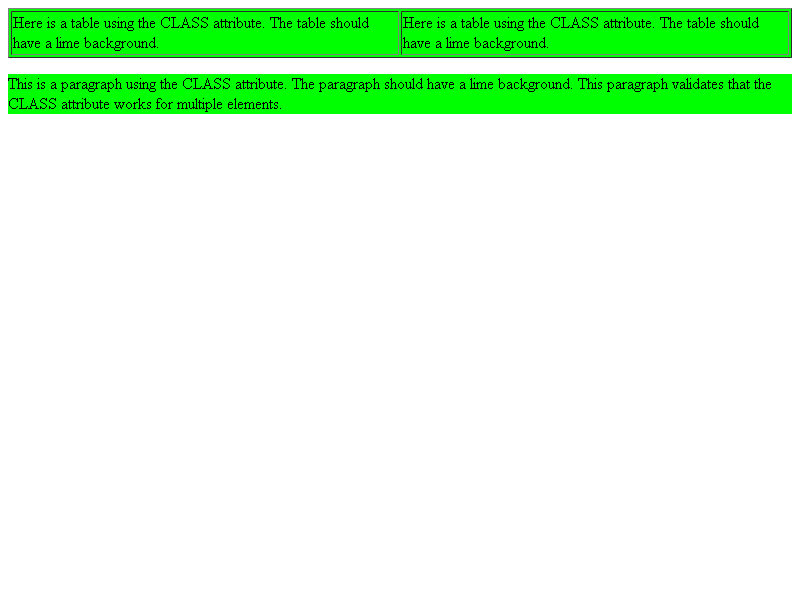 Here is a table using the CLASS attribute. The table should
have a lime background.
Here is a table using the CLASS attribute. The table should
have a lime background.
This is a paragraph using the CLASS attribute. The paragraph should have a lime background. This paragraph validates that the
CLASS attribute works for multiple elements.